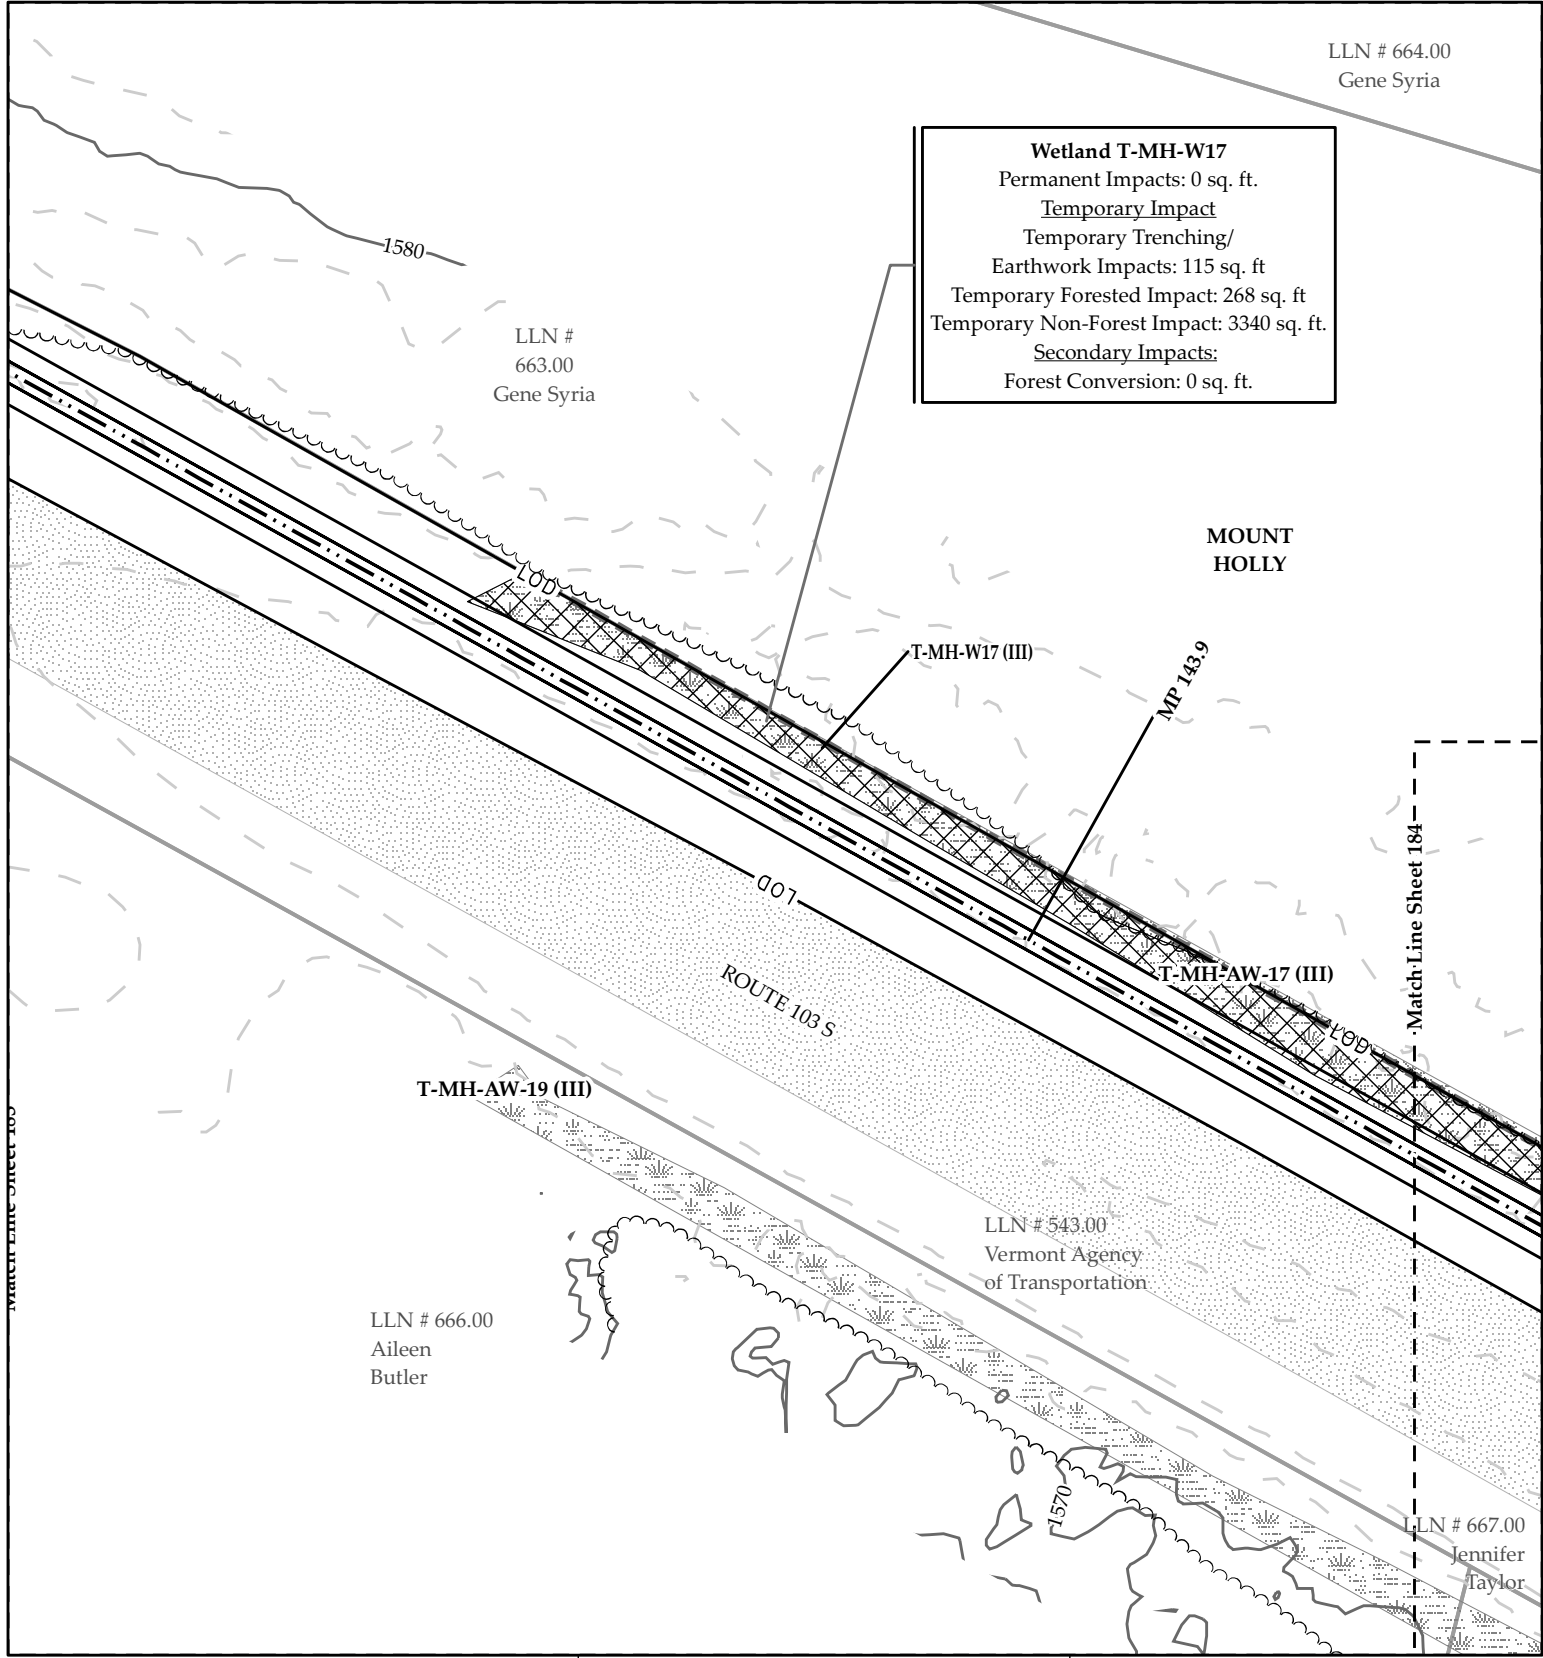 LLN # 664.00
Gene Syria
Wetland T-MH-W17
Permanent Impacts: 0 sq. ft.
Temporary Impact
Temporary Trenching/
Earthwork Impacts: 115 sq. ft
Temporary Forested Impact: 268 sq. ft
Temporary Non-Forest Impact: 3340 sq. ft.
Secondary Impacts:
Forest Conversion: 0 sq. ft.
1580
LLN #
663.00
Gene Syria
MOUNT
HOLLY
LOD
T-MH-W17 (III)
MP 143.9
Match Line Sheet 184
LOD
T-MH-AW-17 (III)
ROUTE 103 S
LOD
T-MH-AW-19 (III)
Match Line Sheet
LLN # 543.00
Vermont Agency
of Transportation
LLN # 666.00
Aileen
Butler
1570
LLN # 667.00
Jennifer
Taylor